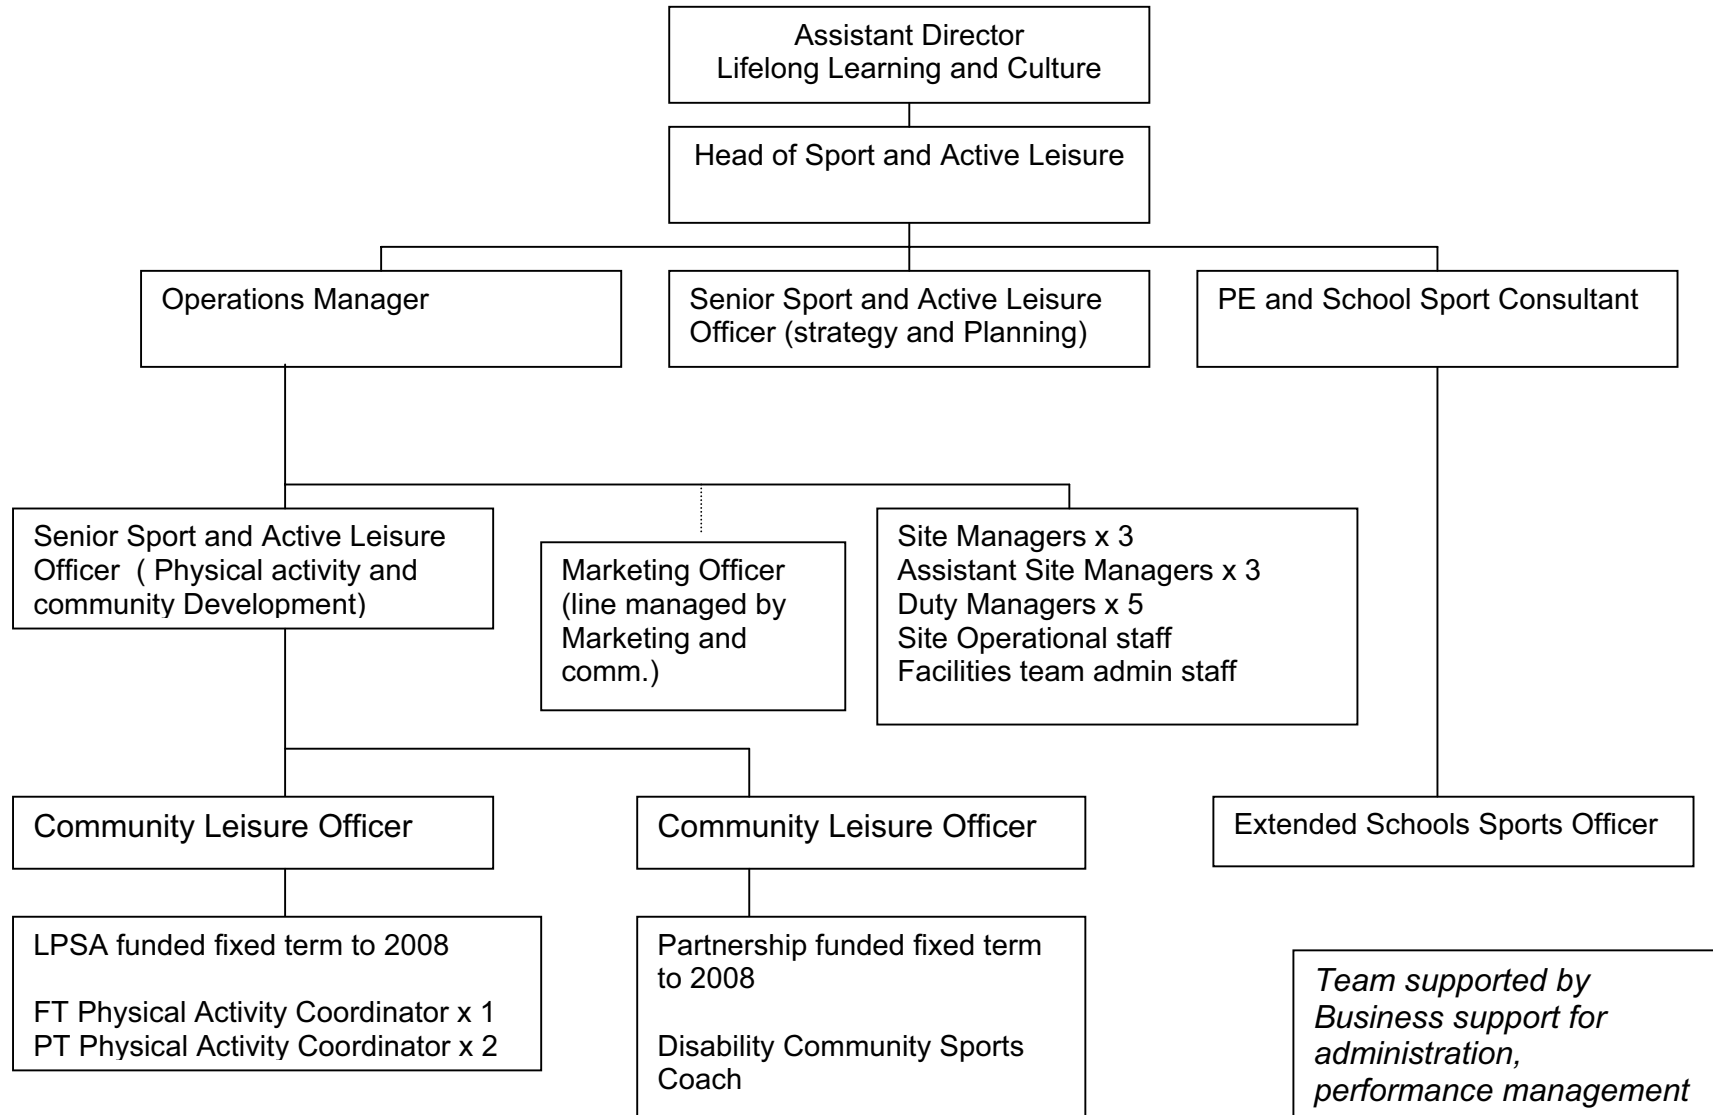 Assistant Director
Lifelong Learning and Culture
Head of Sport and Active Leisure
Operations Manager
Senior Sport and Active Leisure
Officer (strategy and Planning)
PE and School Sport Consultant
Senior Sport and Active Leisure
Officer  ( Physical activity and
community Development)
Marketing Officer
(line managed by
Marketing and
comm.)
Site Managers x 3
Assistant Site Managers x 3
Duty Managers x 5
Site Operational staff
Facilities team admin staff
Community Leisure Officer
Community Leisure Officer
Extended Schools Sports Officer
LPSA funded fixed term to 2008
FT Physical Activity Coordinator x 1
PT Physical Activity Coordinator x 2
Partnership funded fixed term
to 2008
Disability Community Sports
Coach
Team supported by
Business support for
administration,
performance management